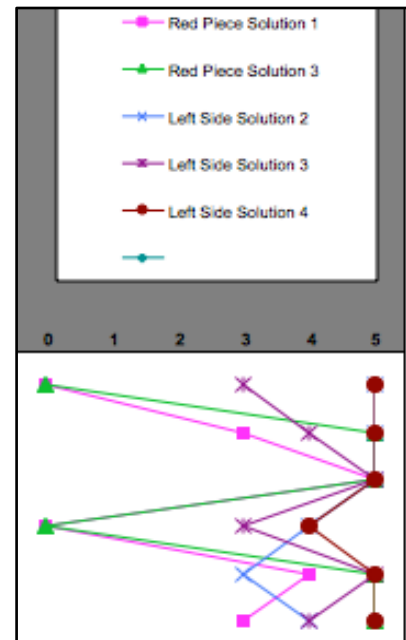 Red Piece Solution 1
Red Piece Solution 3
Left Side Solution 2
Left Side Solution 3
Left Side Solution 4
0 1 2 3 4 5